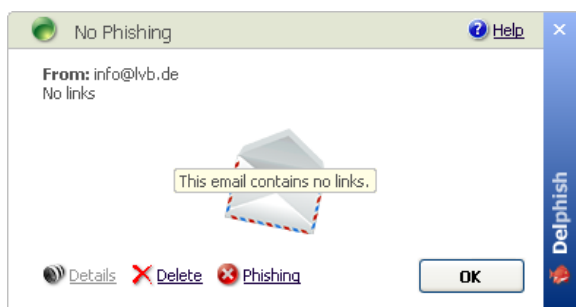 No Phishing
Help
From: info@lvb.de
No links
This email contains no links.
Details
Delete
Phishing
OK
Delphish